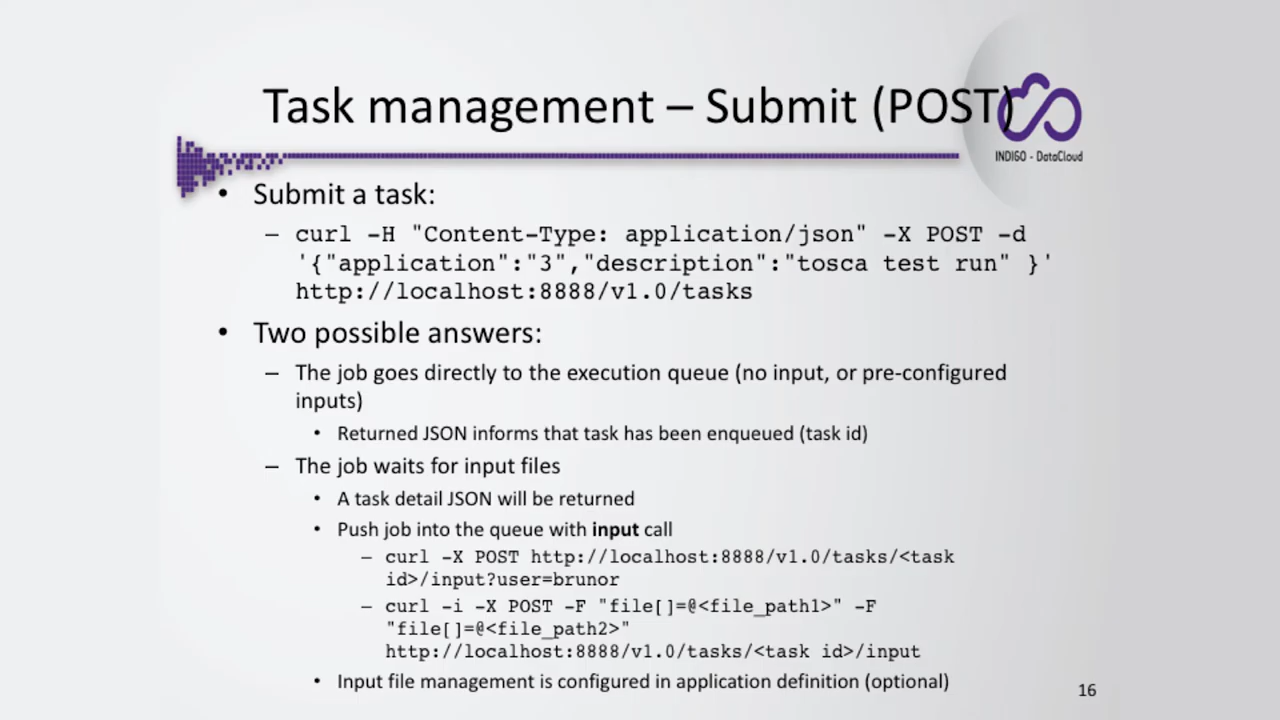 Task management – Submit (POST)
INDIGO - DataCloud
• Submit a task:
– curl -H "Content-Type: application/json" -X POST -d
'{"application":"3","description":"tosca test run" }'
http://localhost:8888/v1.0/tasks
• Two possible answers:
– The job goes directly to the execution queue (no input, or pre-configured
inputs)
• Returned JSON informs that task has been enqueued (task id)
– The job waits for input files
• A task detail JSON will be returned
• Push job into the queue with input call
– curl -X POST http://localhost:8888/v1.0/tasks/<task
id>/input?user=brunor
– curl -i -X POST -F "file[]=@<file_path1>" -F
"file[]=@<file_path2>"
http://localhost:8888/v1.0/tasks/<task id>/input
• Input file management is configured in application definition (optional)
16